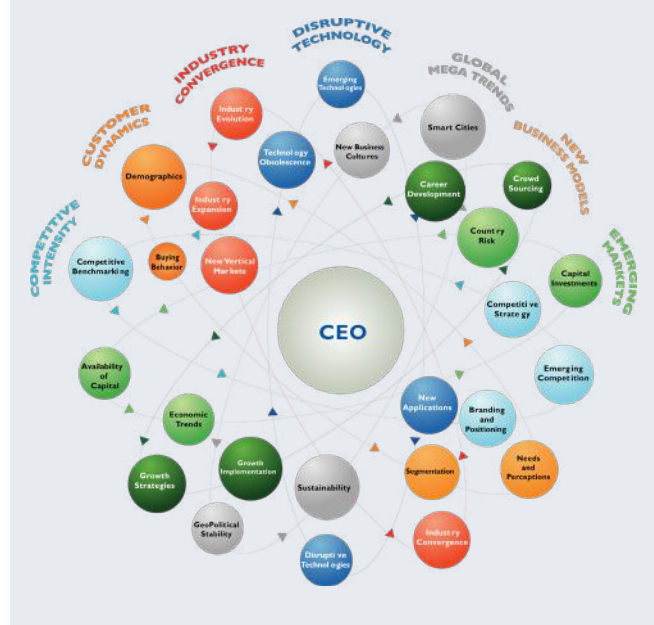 DISRUPTIVE
TECHNOLOGY
INDUSTRY
CONVERGENCE
GLOBAL
MEGA TRENDS
CUSTOMER
DYNAMICS
NEW
BUSINESS MODELS
COMPETITIVE
INTENSITY
EMERGING
MARKETS
Emerging
Technologies
Industry
Evolution
Technology
Obsolescence
New Business
Cultures
Smart Cities
Demographics
Industry
Expansion
Career
Development
Crowd
Sourcing
Country
Risk
Competitive
Benchmarking
Buying
Behavior
New Vertical
Markets
Capital
Investments
Competitive
Strategy
CEO
Availability
of
Capital
Emerging
Competition
Economic
Trends
New
Applications
Branding
and
Positioning
Growth
Strategies
Growth
Implementation
Sustainability
Segmentation
Needs
and
Perceptions
GeoPolitical
Stability
Disruptive
Technologies
Industry
Convergence